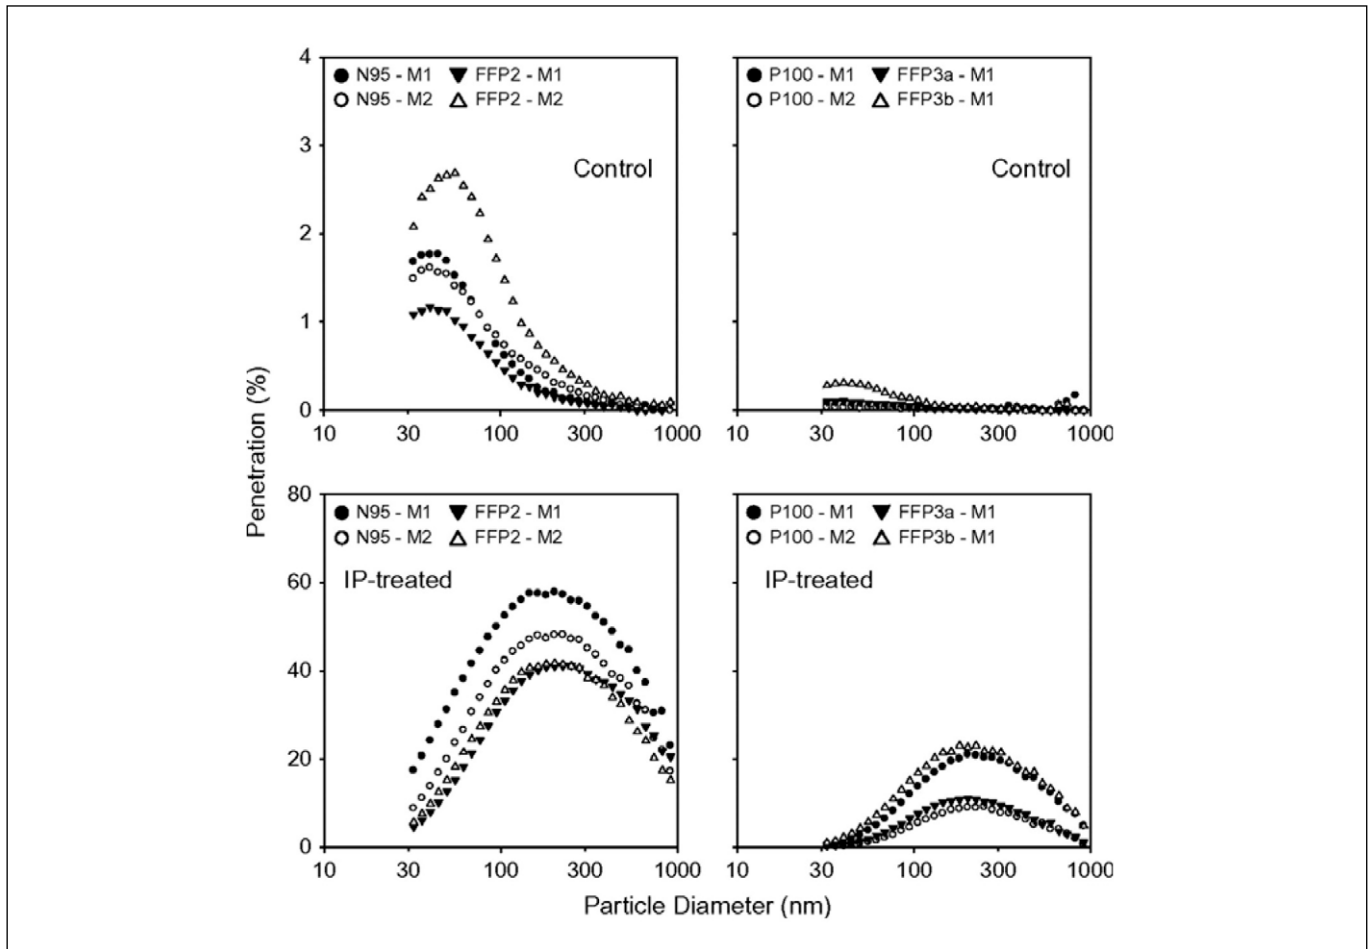 4
3
2
1
0
10 30 100 300 1000
N95 - M1 FFP2 - M1
N95 - M2 FFP2 - M2
Control
10 30 100 300 1000
P100 - M1 FFP3a - M1
P100 - M2 FFP3b - M1
Control
Penetration (%)
80
60
40
20
0
10 30 100 300 1000
N95 - M1 FFP2 - M1
N95 - M2 FFP2 - M2
IP-treated
10 30 100 300 1000
P100 - M1 FFP3a - M1
P100 - M2 FFP3b - M1
IP-treated
Particle Diameter (nm)